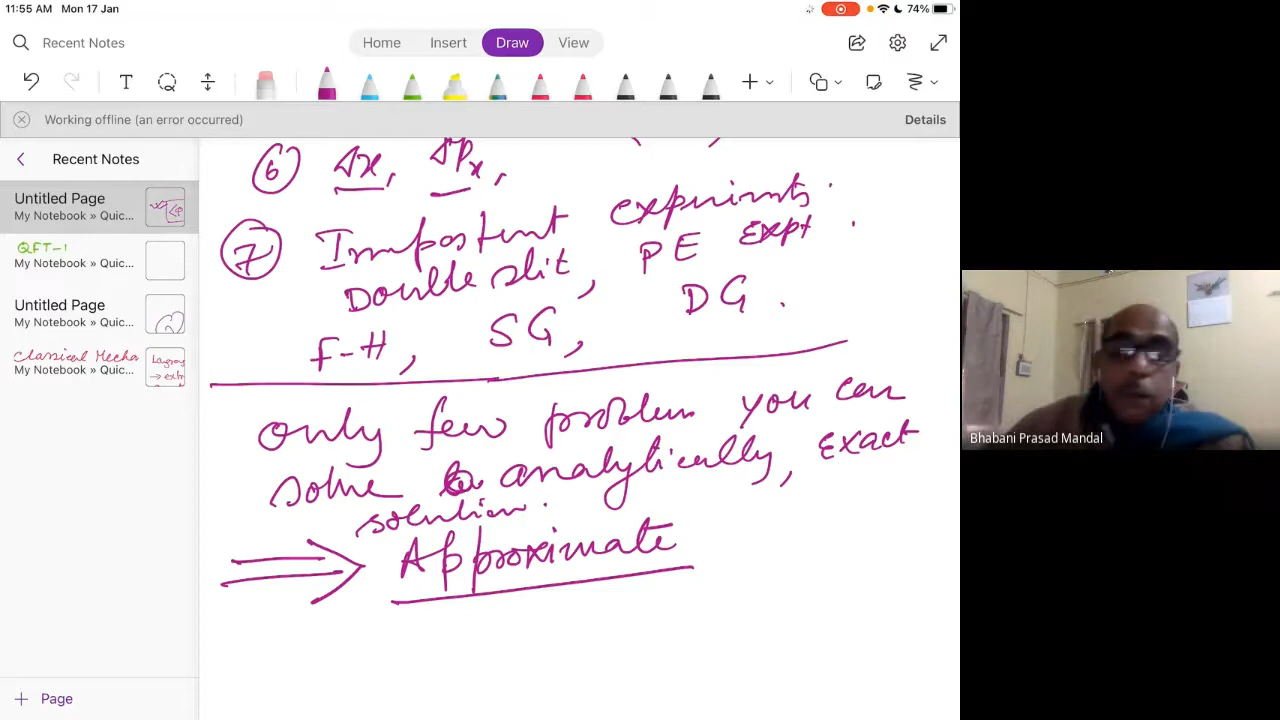 11:55 AM Mon 17 Jan
74%
Recent Notes
Home Insert Draw View
T
Working offline (an error occurred)
Details
Recent Notes
Untitled Page
My Notebook » Quic...
QFT-1
My Notebook » Quic...
Untitled Page
My Notebook » Quic...
Classical Mecha
My Notebook » Quic...
Page
⑥ Δx, ΔPx,
⑦ Important experiments.
Double slit, PE Expt.
F-H, SG, DG.
only few problem you can
solve analytically, exact
solution.
⇒ Approximate
Bhabani Prasad Mandal